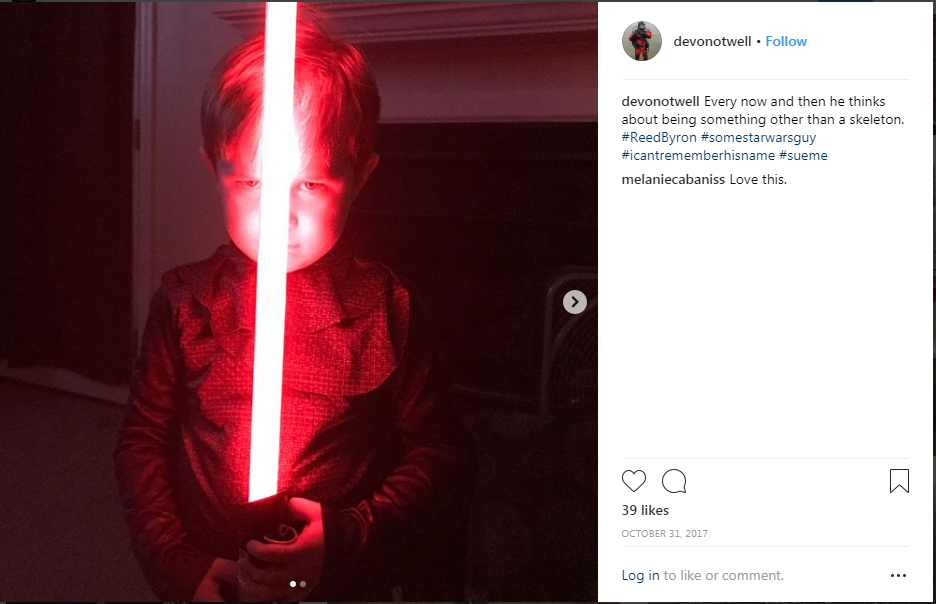 devonotwell • Follow
devonotwell Every now and then he thinks
about being something other than a skeleton.
#ReedByron #somestarwarsguy
#icantrememberhisname #sueme
melaniecabaniss Love this.
39 likes
OCTOBER 31, 2017
Log in to like or comment.